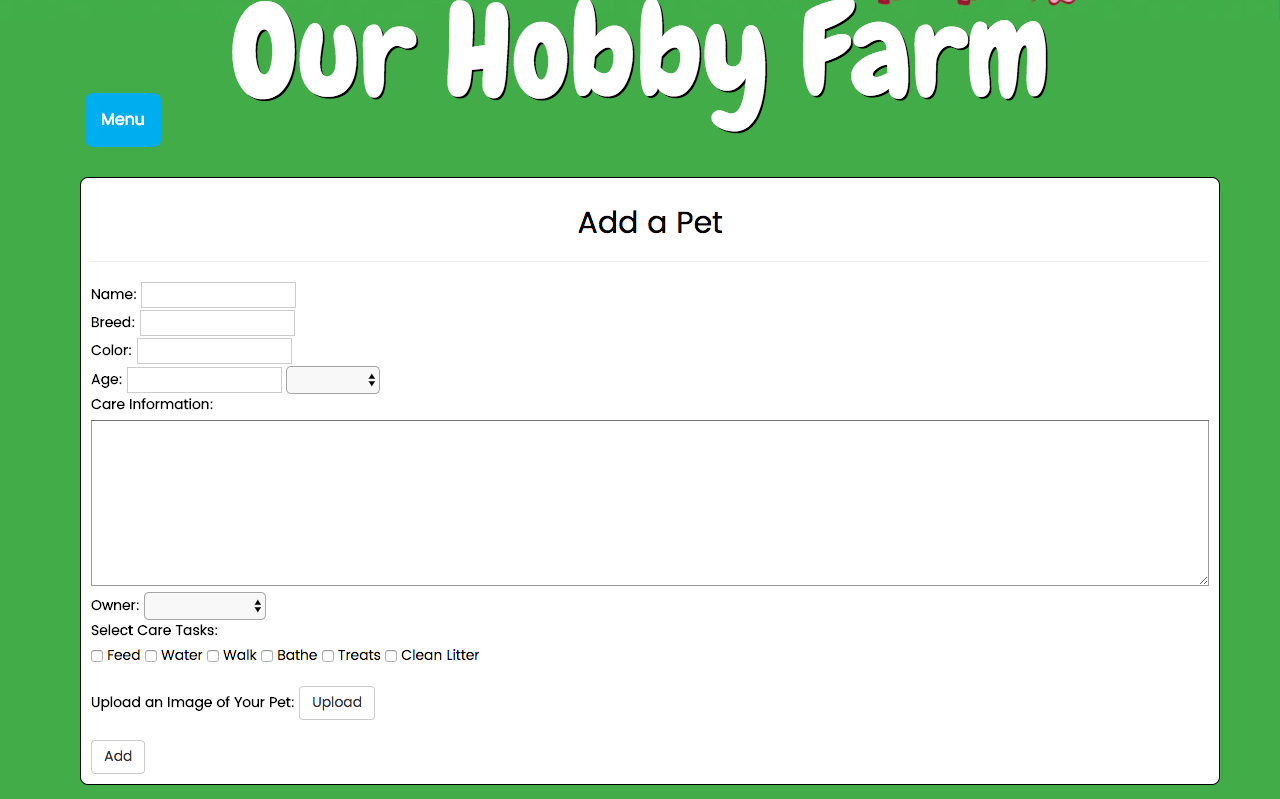 Our Hobby Farm
Menu
Add a Pet
Name:
Breed:
Color:
Age:
Care Information:
Owner:
Select Care Tasks:
Feed Water Walk Bathe Treats Clean Litter
Upload an Image of Your Pet: Upload
Add